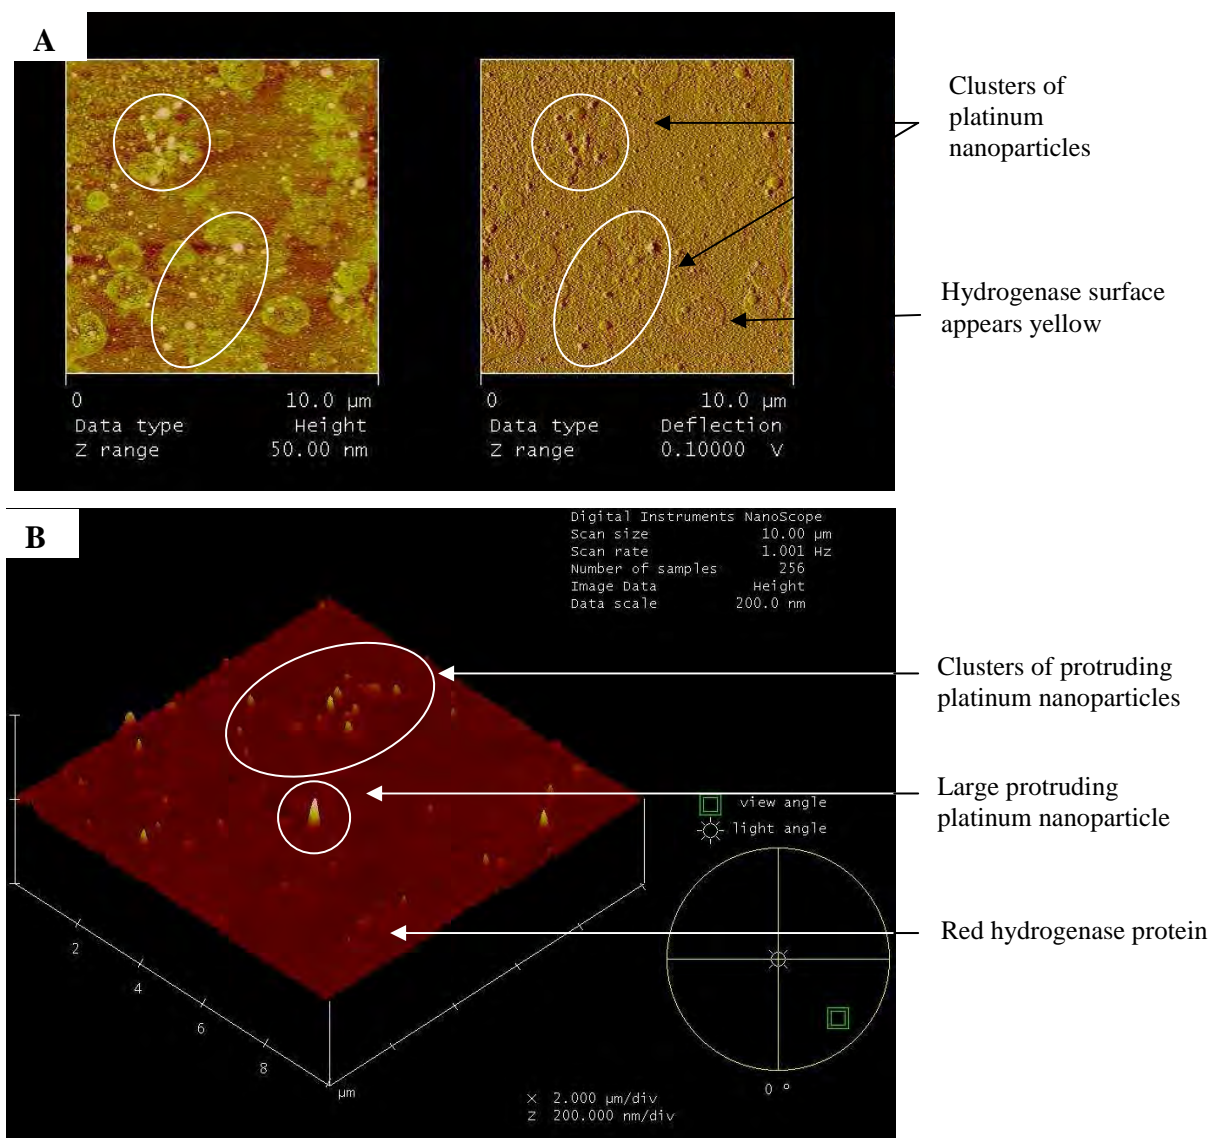 A
Clusters of
platinum
nanoparticles
Hydrogenase surface
appears yellow
0 10.0 µm
Data type Height
Z range 50.00 nm
0 10.0 µm
Data type Deflection
Z range 0.10000 V
B
Digital Instruments NanoScope
Scan size 10.00 µm
Scan rate 1.001 Hz
Number of samples 256
Image Data Height
Data scale 200.0 nm
Clusters of protruding
platinum nanoparticles
Large protruding
platinum nanoparticle
view angle
light angle
Red hydrogenase protein
2
4
6
8
µm
X 2.000 µm/div
Z 200.000 nm/div
0 °